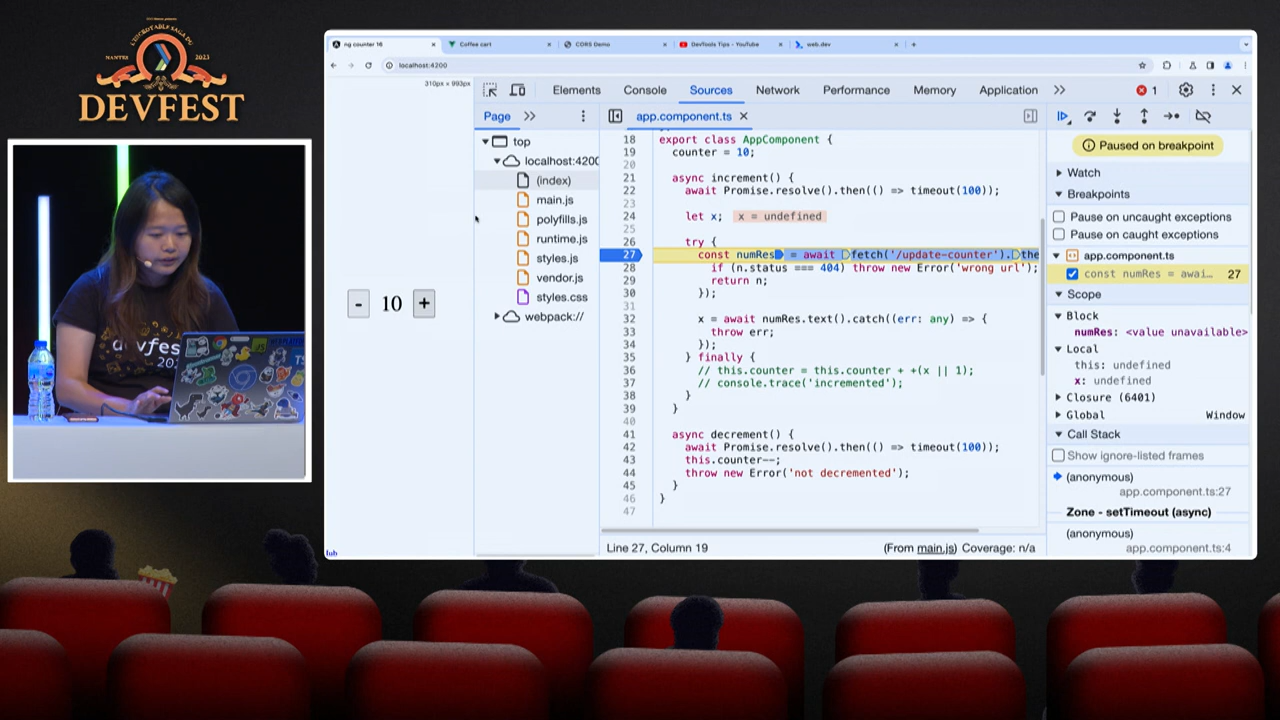 L'INCROYABLE SAGA DU
NANTES 2023
DEVFEST
devfes
20
ng counter 16
Coffee cart
CORS Demo
DevTools Tips - YouTube
web.dev
localhost:4200
310px × 993px
Elements
Console
Sources
Network
Performance
Memory
Application
1
Page
top
localhost:4200
(index)
main.js
polyfills.js
runtime.js
styles.js
vendor.js
styles.css
webpack://
- 10 +
app.component.ts
18 export class AppComponent {
19 counter = 10;
20
21 async increment() {
22 await Promise.resolve().then(() => timeout(100));
23
24 let x; x = undefined
25
26 try {
27 const numRes = await fetch('/update-counter').the
28 if (n.status === 404) throw new Error('wrong url');
29 return n;
30 });
31
32 x = await numRes.text().catch((err: any) => {
33 throw err;
34 });
35 } finally {
36 // this.counter = this.counter + +(x || 1);
37 // console.trace('incremented');
38 }
39 }
40
41 async decrement() {
42 await Promise.resolve().then(() => timeout(100));
43 this.counter--;
44 throw new Error('not decremented');
45 }
46 }
47
Line 27, Column 19
(From main.js) Coverage: n/a
Paused on breakpoint
Watch
Breakpoints
Pause on uncaught exceptions
Pause on caught exceptions
app.component.ts
const numRes = awai... 27
Scope
Block
numRes: <value unavailable>
Local
this: undefined
x: undefined
Closure (6401)
Global Window
Call Stack
Show ignore-listed frames
(anonymous)
app.component.ts:27
Zone - setTimeout (async)
(anonymous)
app.component.ts:4